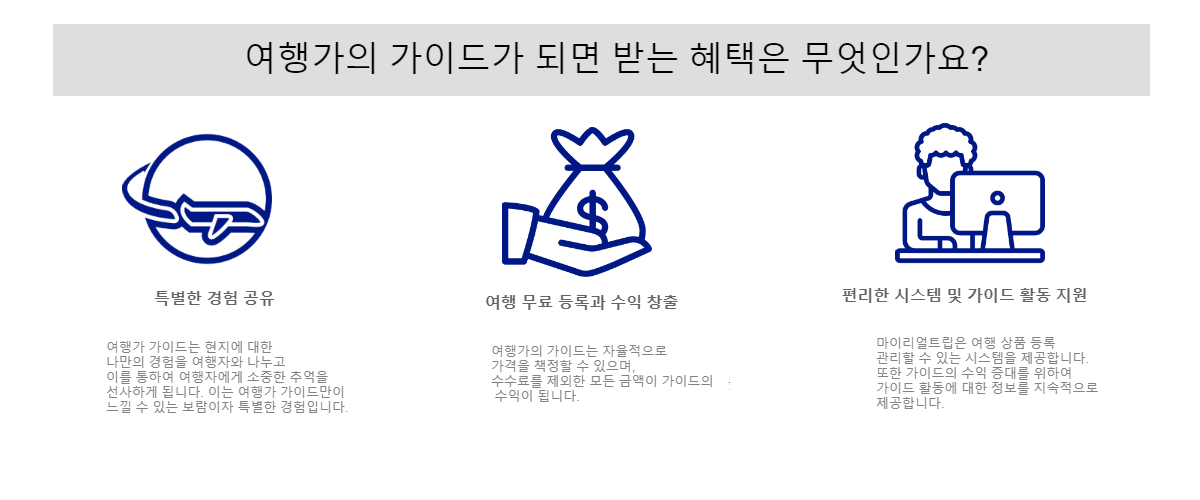 여행가의 가이드가 되면 받는 혜택은 무엇인가요?
특별한 경험 공유
여행가 가이드는 현지에 대한
나만의 경험을 여행자와 나누고
이를 통하여 여행자에게 소중한 추억을
선사하게 됩니다. 이는 여행가 가이드만이
느낄 수 있는 보람이자 특별한 경험입니다.
여행 무료 등록과 수익 창출
여행가의 가이드는 자율적으로
가격을 책정할 수 있으며,
수수료를 제외한 모든 금액이 가이드의
수익이 됩니다.
편리한 시스템 및 가이드 활동 지원
마이리얼트립은 여행 상품 등록
관리할 수 있는 시스템을 제공합니다.
또한 가이드의 수익 증대를 위하여
가이드 활동에 대한 정보를 지속적으로
제공합니다.